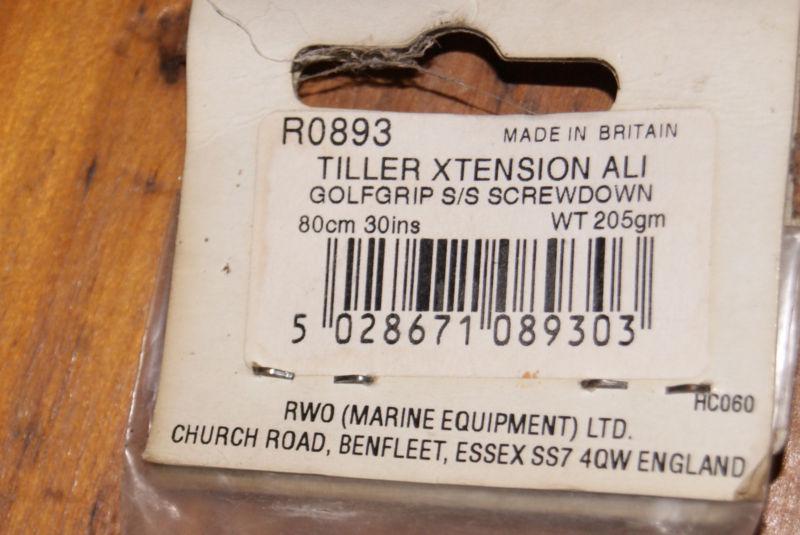 R0893 MADE IN BRITAIN
TILLER XTENSION ALI
GOLFGRIP S/S SCREWDOWN
80cm 30ins WT 205gm
5 028671 089303
HC060
RWO (MARINE EQUIPMENT) LTD.
CHURCH ROAD, BENFLEET, ESSEX SS7 4QW ENGLAND